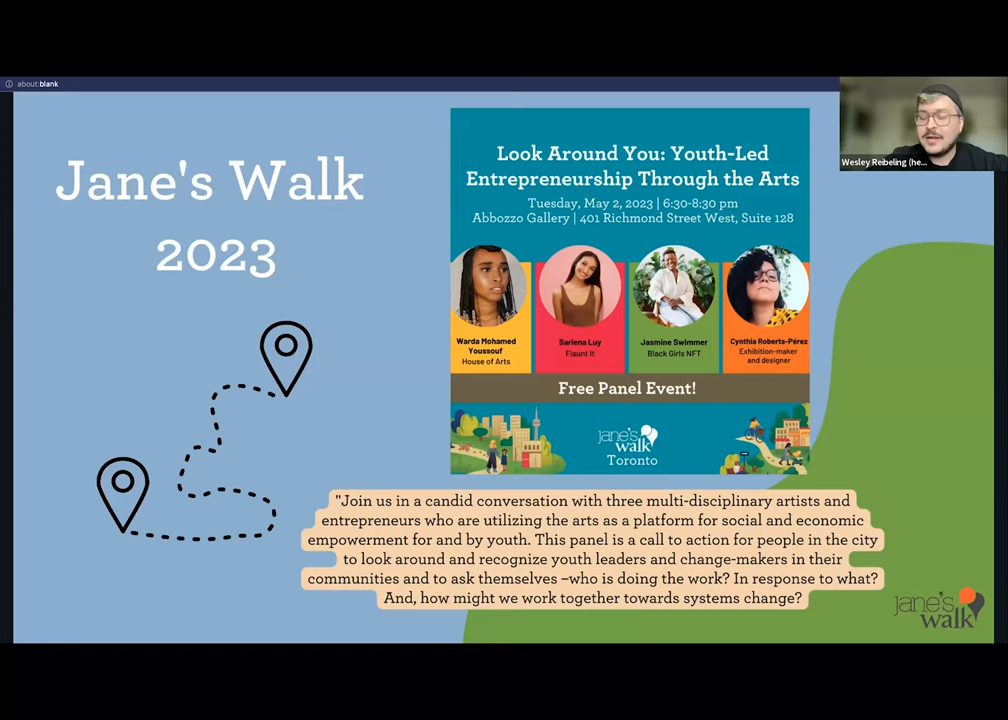 about:blank
Wesley Reibeling (he...
Jane's Walk
2023
Look Around You: Youth-Led
Entrepreneurship Through the Arts
Tuesday, May 2, 2023 | 6:30-8:30 pm
Abbozzo Gallery | 401 Richmond Street West, Suite 128
Warda Mohamed
Youssouf
House of Arts
Sariena Luy
Flaunt It
Jasmine Swimmer
Black Girls NFT
Cynthia Roberts-Pérez
Exhibition-maker
and designer
Free Panel Event!
jane's
walk
Toronto
"Join us in a candid conversation with three multi-disciplinary artists and
entrepreneurs who are utilizing the arts as a platform for social and economic
empowerment for and by youth. This panel is a call to action for people in the city
to look around and recognize youth leaders and change-makers in their
communities and to ask themselves –who is doing the work? In response to what?
And, how might we work together towards systems change?
jane's
walk